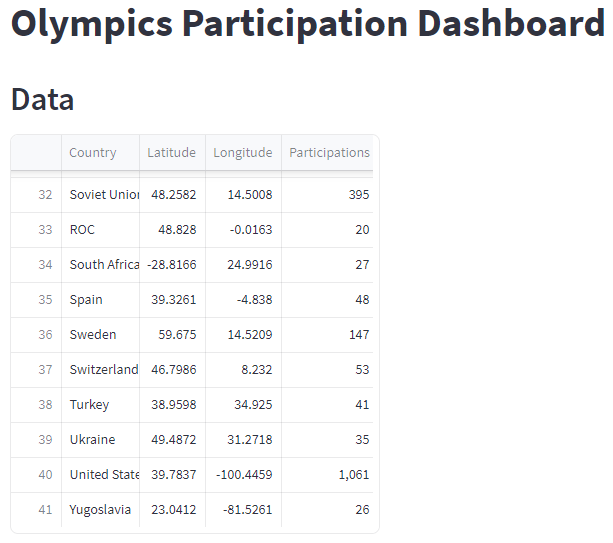 Olympics Participation Dashboard
Data
Country Latitude Longitude Participations
32 Soviet Union 48.2582 14.5008 395
33 ROC 48.828 -0.0163 20
34 South Africa -28.8166 24.9916 27
35 Spain 39.3261 -4.838 48
36 Sweden 59.675 14.5209 147
37 Switzerland 46.7986 8.232 53
38 Turkey 38.9598 34.925 41
39 Ukraine 49.4872 31.2718 35
40 United State 39.7837 -100.4459 1,061
41 Yugoslavia 23.0412 -81.5261 26